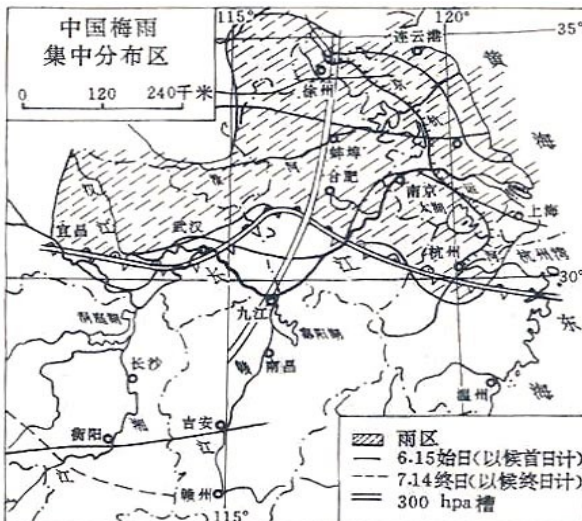 中国梅雨
集中分布区
0 120 240千米
115°
120°
35°
连云港
黄
徐州
海
蚌埠
合肥
南京
上海
宜昌
武汉
杭州
杭州湾
长
江
30°
九江
鄱阳湖
洞庭湖
东
海
长沙
南昌
赣
江
温州
衡阳
湘
江
吉安
赣州
115°
雨区
6.15始日(以候首日计)
7.14终日(以候终日计)
300 hpa槽